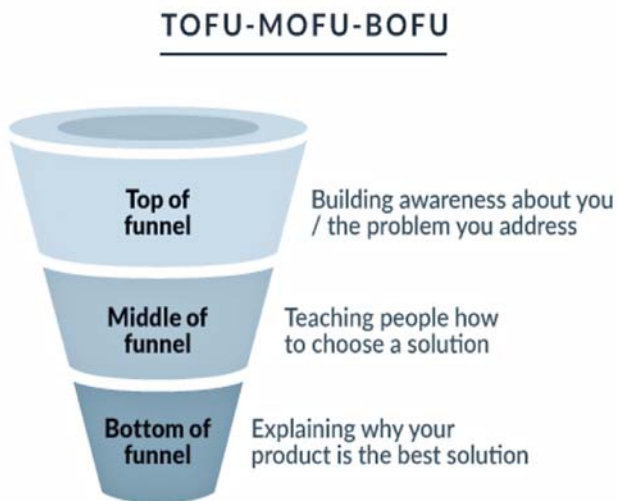 TOFU-MOFU-BOFU
Top of
funnel
Building awareness about you
/ the problem you address
Middle of
funnel
Teaching people how
to choose a solution
Bottom of
funnel
Explaining why your
product is the best solution